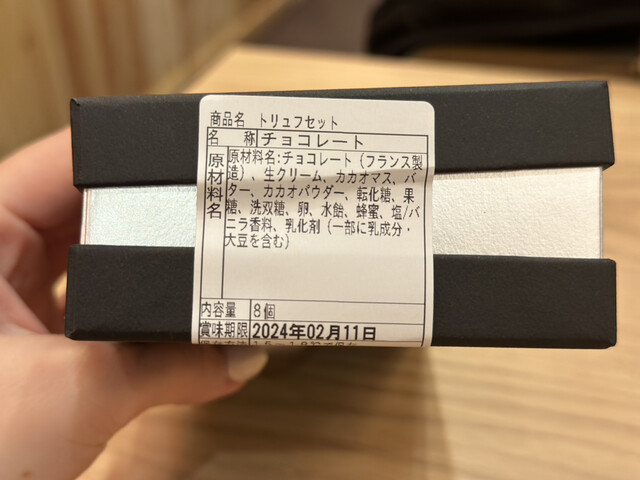 商品名 トリュフセット
名 称 チョコレート
原材料名 原材料名:チョコレート(フランス製
造)、生クリーム、カカオマス、バ
ター、カカオパウダー、転化糖、果
糖、洗双糖、卵、水飴、蜂蜜、塩/バ
ニラ香料、乳化剤(一部に乳成分・
大豆を含む)
内容量 8個
賞味期限 2024年02月11日